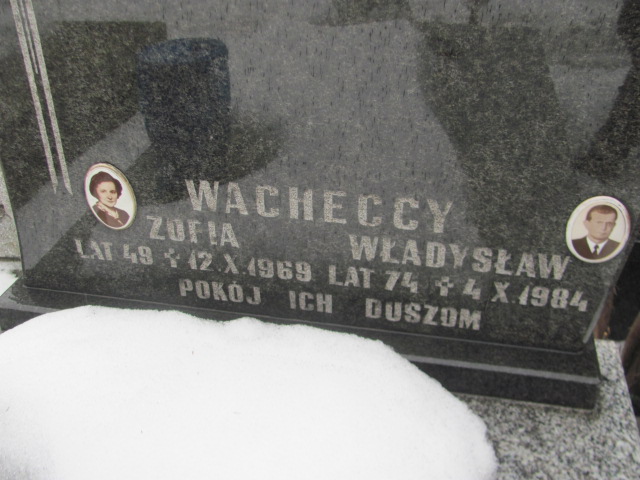 WACHECCY
ZOFIA WŁADYSŁAW
LAT 49 ✝ 12.X.1969 LAT 74 ✝ 4 X.1984
POKÓJ ICH DUSZOM